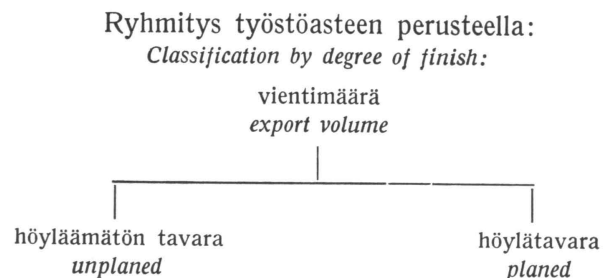 Ryhmitys työstöasteen perusteella:
Classification by degree of finish:
vientimäärä
export volume
höyläämätön tavara
unplaned
höylätavara
planed